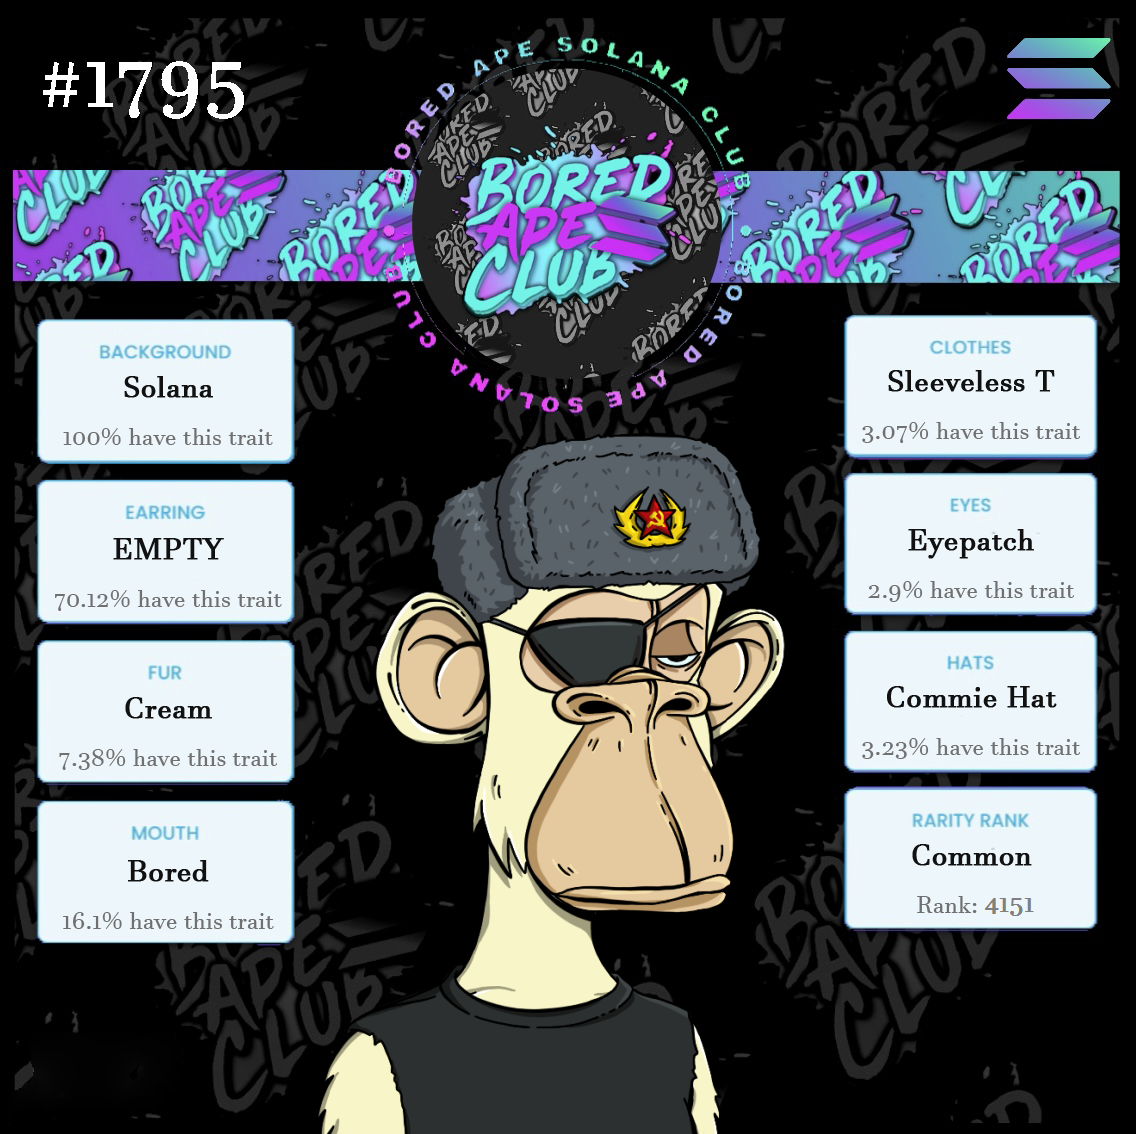 #1795
BORED APE SOLANA CLUB
BORED APE SOLANA CLUB
BORED
APE
CLUB
BACKGROUND
Solana
100% have this trait
EARRING
EMPTY
70.12% have this trait
FUR
Cream
7.38% have this trait
MOUTH
Bored
16.1% have this trait
CLOTHES
Sleeveless T
3.07% have this trait
EYES
Eyepatch
2.9% have this trait
HATS
Commie Hat
3.23% have this trait
RARITY RANK
Common
Rank: 4151